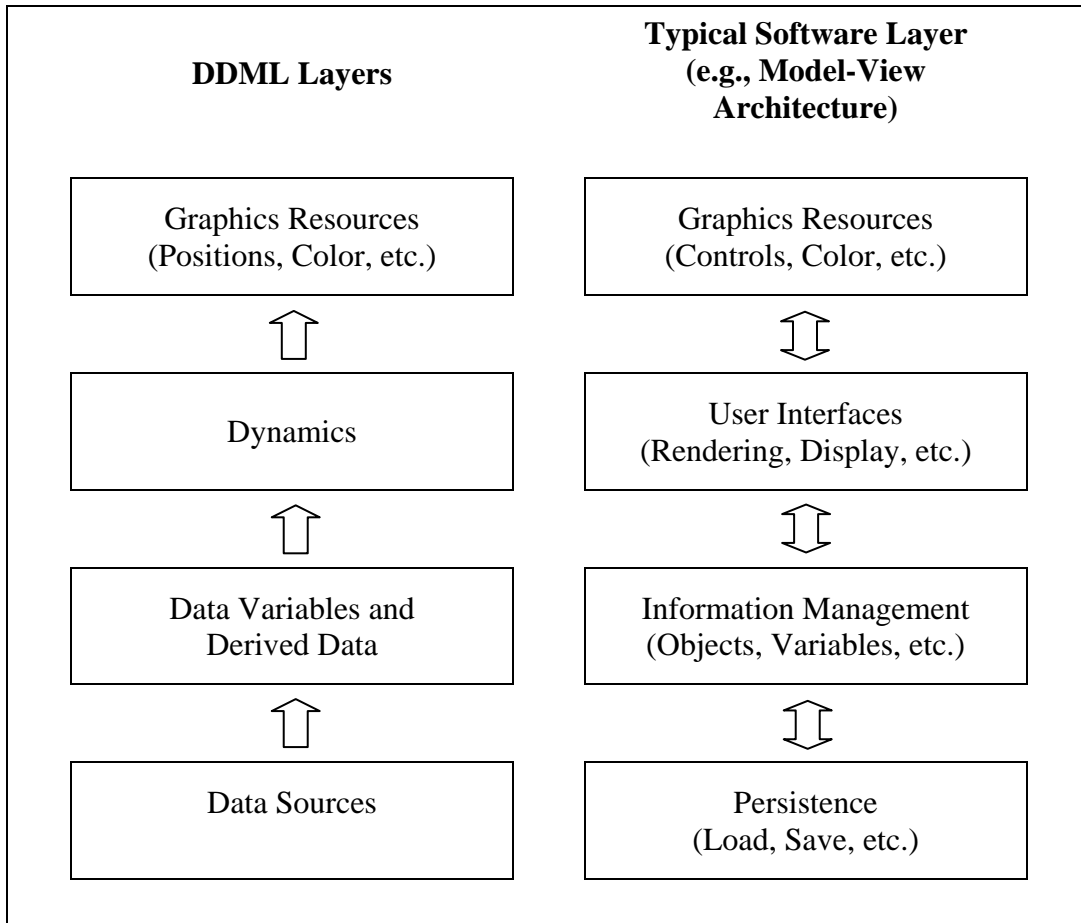 DDML Layers
Typical Software Layer
(e.g., Model-View
Architecture)
Graphics Resources
(Positions, Color, etc.)
Graphics Resources
(Controls, Color, etc.)
Dynamics
User Interfaces
(Rendering, Display, etc.)
Data Variables and
Derived Data
Information Management
(Objects, Variables, etc.)
Data Sources
Persistence
(Load, Save, etc.)